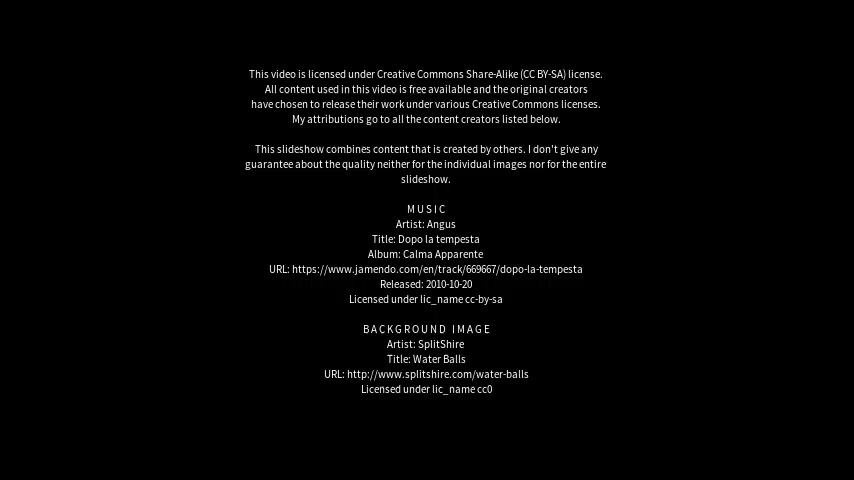 This video is licensed under Creative Commons Share-Alike (CC BY-SA) license.
All content used in this video is free available and the original creators
have chosen to release their work under various Creative Commons licenses.
My attributions go to all the content creators listed below.
This slideshow combines content that is created by others. I don't give any
guarantee about the quality neither for the individual images nor for the entire
slideshow.
MUSIC
Artist: Angus
Title: Dopo la tempesta
Album: Calma Apparente
URL: https://www.jamendo.com/en/track/669667/dopo-la-tempesta
Released: 2010-10-20
Licensed under lic_name cc-by-sa
BACKGROUND IMAGE
Artist: SplitShire
Title: Water Balls
URL: http://www.splitshire.com/water-balls
Licensed under lic_name cc0